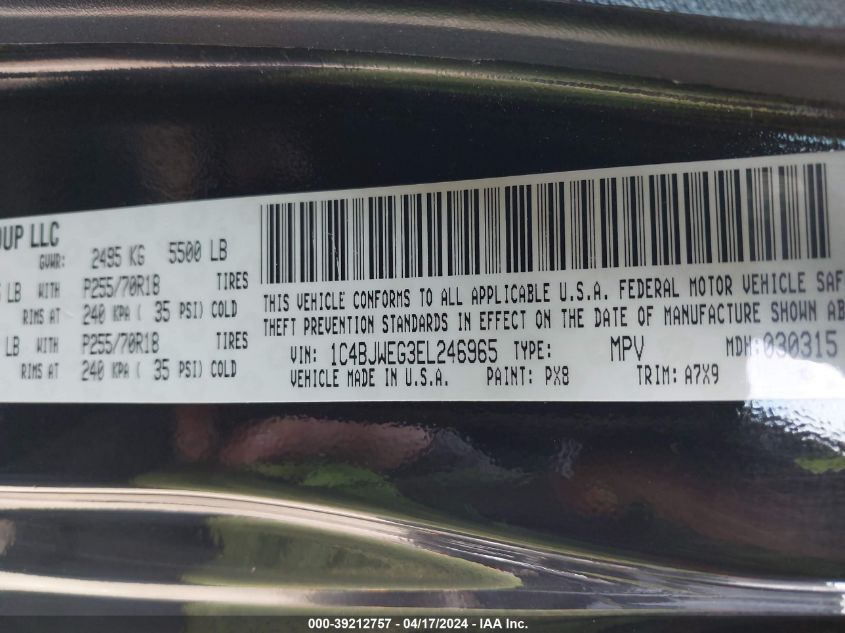 OUP LLC
GVWR: 2495 KG 5500 LB
LB WITH P255/70R18 TIRES
RIMS AT 240 KPA ( 35 PSI) COLD
LB WITH P255/70R18 TIRES
RIMS AT 240 KPA ( 35 PSI) COLD
THIS VEHICLE CONFORMS TO ALL APPLICABLE U.S.A. FEDERAL MOTOR VEHICLE SAF
THEFT PREVENTION STANDARDS IN EFFECT ON THE DATE OF MANUFACTURE SHOWN AB
VIN: 1C4BJWEG3EL246965 TYPE: MPV MDH: 030315
VEHICLE MADE IN U.S.A. PAINT: PX8 TRIM: A7X9
000-39212757 - 04/17/2024 - IAA Inc.